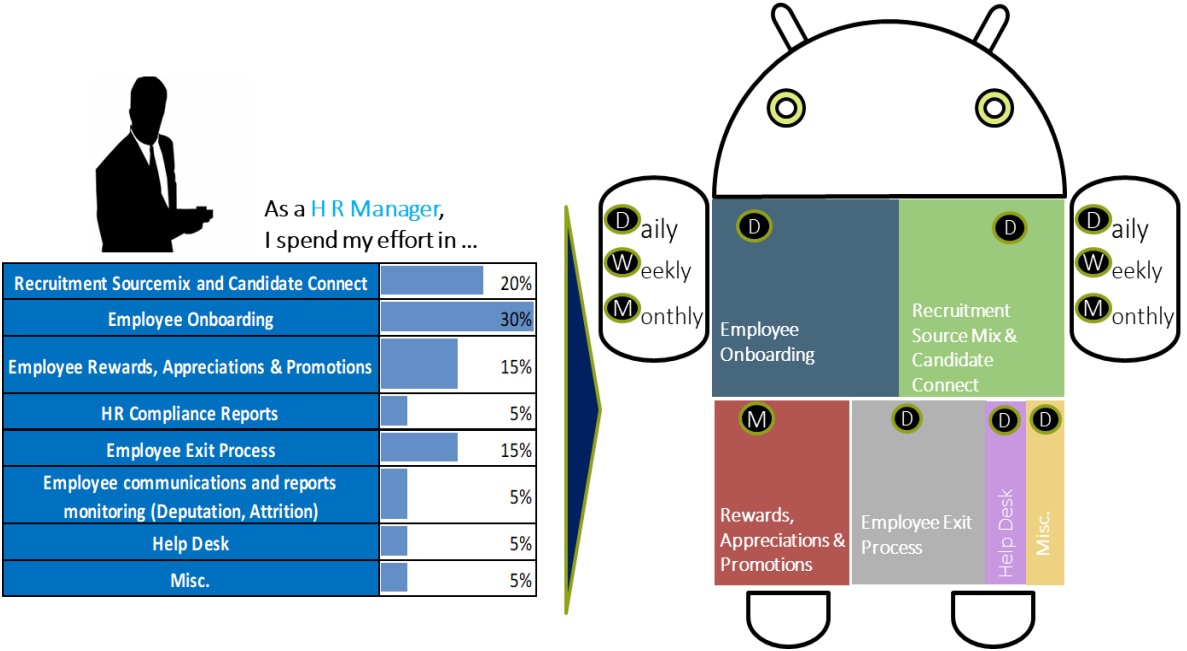 As a H R Manager,
I spend my effort in ...
Recruitment Sourcemix and Candidate Connect 20%
Employee Onboarding 30%
Employee Rewards, Appreciations & Promotions 15%
HR Compliance Reports 5%
Employee Exit Process 15%
Employee communications and reports
monitoring (Deputation, Attrition) 5%
Help Desk 5%
Misc. 5%
Daily
Weekly
Monthly
D
Employee
Onboarding
D
Recruitment
Source Mix &
Candidate
Connect
Daily
Weekly
Monthly
M
Rewards,
Appreciations &
Promotions
D
Employee Exit
Process
D
Help Desk
D
Misc.